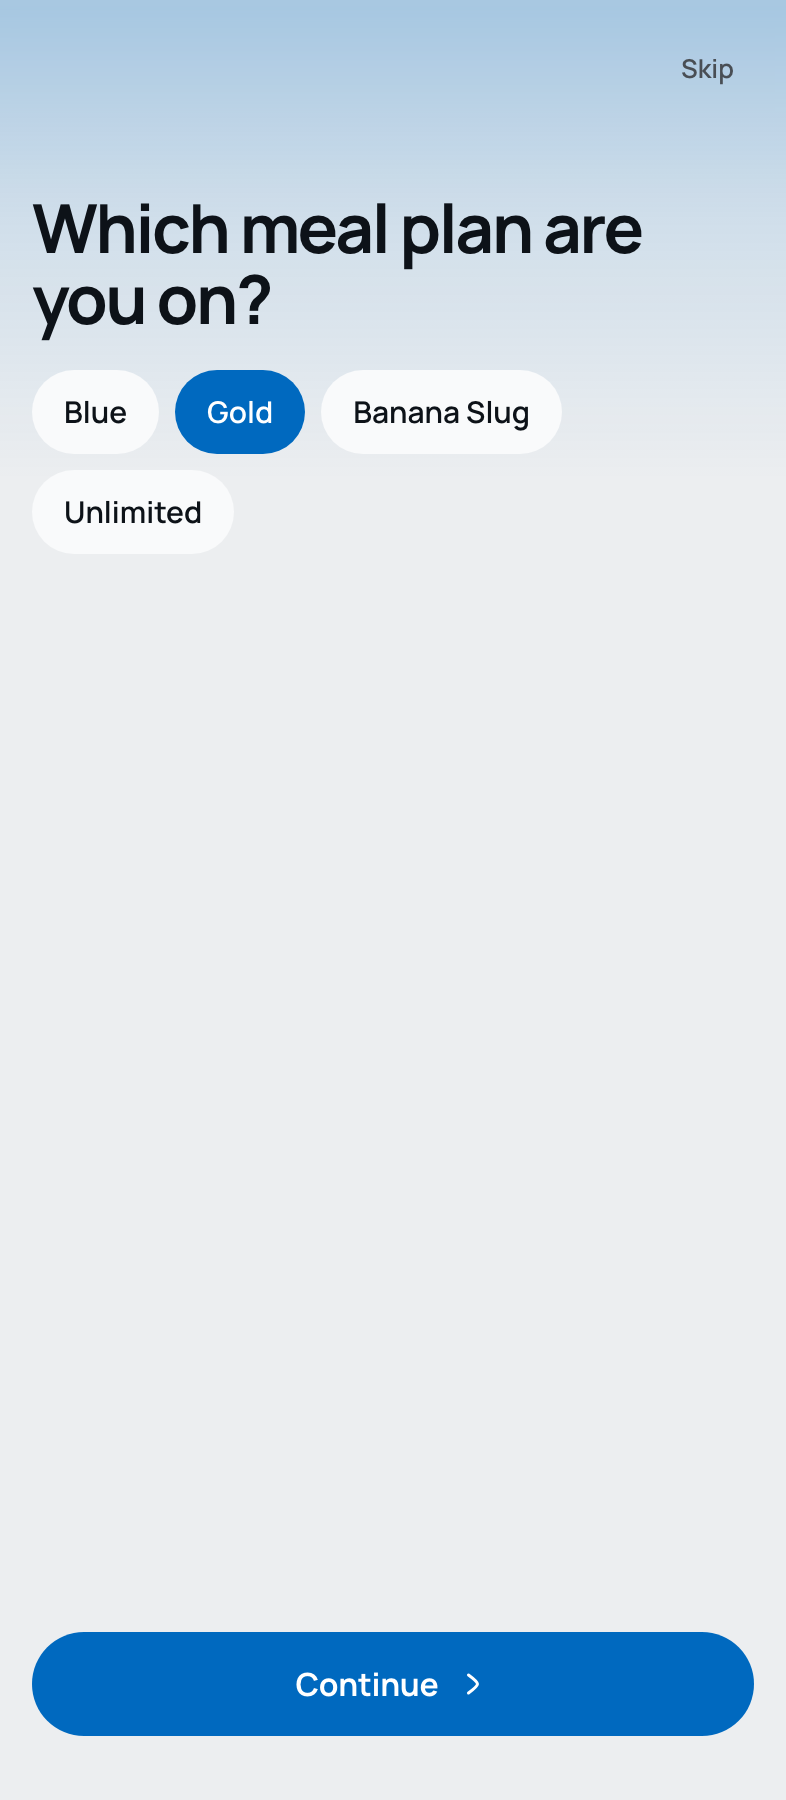 Skip
Which meal plan are
you on?
Blue
Gold
Banana Slug
Unlimited
Continue